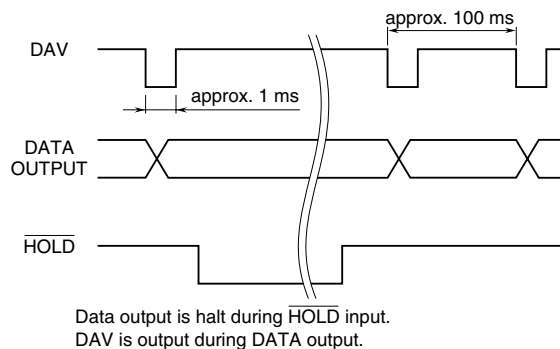 approx. 100 ms
DAV
approx. 1 ms
DATA
OUTPUT
HOLD
Data output is halt during HOLD input.
DAV is output during DATA output.